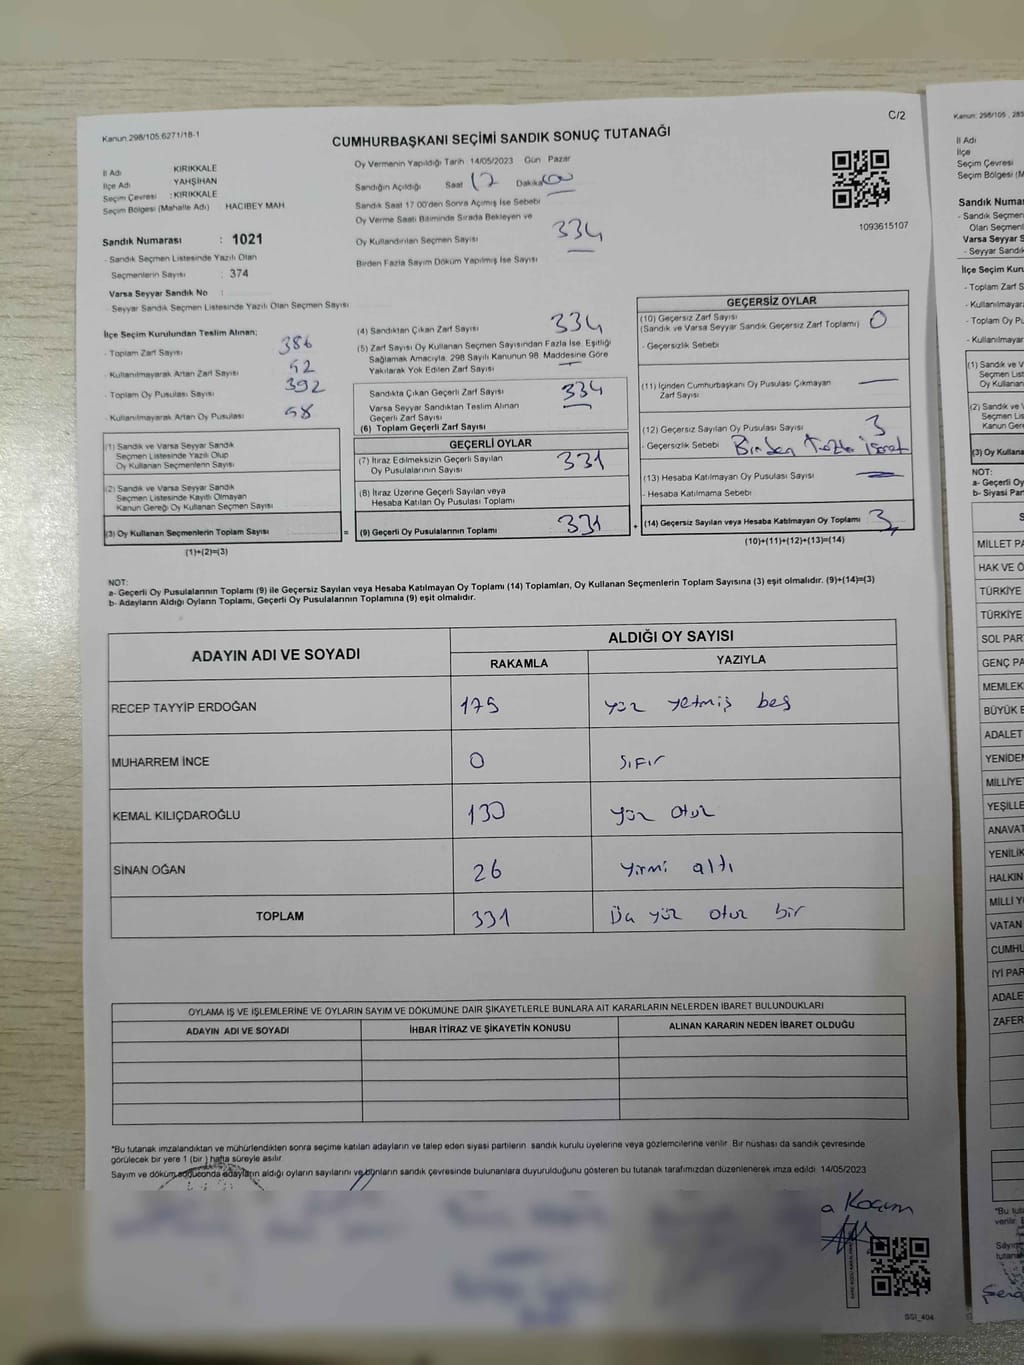 Kanun 298/105 6271/18-1
C/2
CUMHURBAŞKANI SEÇİMİ SANDIK SONUÇ TUTANAĞI
İl Adı KIRIKKALE
İlçe Adı YAHŞİHAN
Seçim Çevresi : KIRIKKALE
Seçim Bölgesi (Mahalle Adı) HACIBEY MAH.
Sandık Numarası : 1021
- Sandık Seçmen Listesinde Yazılı Olan
Seçmenlerin Sayısı : 374
Varsa Seyyar Sandık No :
- Seyyar Sandık Seçmen Listesinde Yazılı Olan Seçmen Sayısı
Oy Vermenin Yapıldığı Tarih 14/05/2023 Gün Pazar
Sandığın Açıldığı Saat 17 Dakika 00
Sandık Saat 17 00'den Sonra Açımış İse Sebebi
Oy Verme Saati Bitiminde Sırada Bekleyen ve
Oy Kullandırılan Seçmen Sayısı 334
Birden Fazla Sayım Döküm Yapılmış İse Sayısı
1093615107
İlçe Seçim Kurulundan Teslim Alınan;
- Toplam Zarf Sayısı 386
- Kullanılmayarak Artan Zarf Sayısı 52
- Toplam Oy Pusulası Sayısı 392
- Kullanılmayarak Artan Oy Pusulası 58
(1) Sandık ve Varsa Seyyar Sandık
Seçmen Listesinde Yazılı Olup
Oy Kullanan Seçmenlerin Sayısı
(2) Sandık ve Varsa Seyyar Sandık
Seçmen Listesinde Kayıtlı Olmayan
Kanun Gereği Oy Kullanan Seçmen Sayısı
(3) Oy Kullanan Seçmenlerin Toplam Sayısı =
(1)+(2)=(3)
(4) Sandıktan Çıkan Zarf Sayısı 334
(5) Zarf Sayısı Oy Kullanan Seçmen Sayısından Fazla İse, Eşitliği
Sağlamak Amacıyla, 298 Sayılı Kanunun 98. Maddesine Göre
Yakılarak Yok Edilen Zarf Sayısı —
Sandıkta Çıkan Geçerli Zarf Sayısı 334
Varsa Seyyar Sandıktan Teslim Alınan
Geçerli Zarf Sayısı —
(6) Toplam Geçerli Zarf Sayısı
GEÇERLİ OYLAR
(7) İtiraz Edilmeksizin Geçerli Sayılan
Oy Pusulalarının Sayısı 331
(8) İtiraz Üzerine Geçerli Sayılan veya
Hesaba Katılan Oy Pusulası Toplamı
(9) Geçerli Oy Pusulalarının Toplamı 331 +
GEÇERSİZ OYLAR
(10) Geçersiz Zarf Sayısı 0
(Sandık ve Varsa Seyyar Sandık Geçersiz Zarf Toplamı)
- Geçersizlik Sebebi
(11) İçinden Cumhurbaşkanı Oy Pusulası Çıkmayan —
Zarf Sayısı
(12) Geçersiz Sayılan Oy Pusulası Sayısı 3
- Geçersizlik Sebebi Birden Fazla İşaret
(13) Hesaba Katılmayan Oy Pusulası Sayısı —
- Hesaba Katılmama Sebebi
(14) Geçersiz Sayılan veya Hesaba Katılmayan Oy Toplamı 3
(10)+(11)+(12)+(13)=(14)
NOT:
a- Geçerli Oy Pusulalarının Toplamı (9) ile Geçersiz Sayılan veya Hesaba Katılmayan Oy Toplamı (14) Toplamları, Oy Kullanan Seçmenlerin Toplam Sayısına (3) eşit olmalıdır. (9)+(14)=(3)
b- Adayların Aldığı Oyların Toplamı, Geçerli Oy Pusulalarının Toplamına (9) eşit olmalıdır.
ADAYIN ADI VE SOYADI
ALDIĞI OY SAYISI
RAKAMLA YAZIYLA
RECEP TAYYİP ERDOĞAN 175 yüz yetmiş beş
MUHARREM İNCE 0 sıfır
KEMAL KILIÇDAROĞLU 130 yüz otuz
SİNAN OĞAN 26 yirmi altı
TOPLAM 331 Üç yüz otuz bir
OYLAMA İŞ VE İŞLEMLERİNE VE OYLARIN SAYIM VE DÖKÜMÜNE DAİR ŞİKAYETLERLE BUNLARA AİT KARARLARIN NELERDEN İBARET BULUNDUKLARI
ADAYIN ADI VE SOYADI İHBAR İTİRAZ VE ŞİKAYETİN KONUSU ALINAN KARARIN NEDEN İBARET OLDUĞU
*Bu tutanak imzalandıktan ve mühürlendikten sonra seçime katılan adayların ve talep eden siyasi partilerin sandık kurulu üyelerine veya gözlemcilerine verilir. Bir nüshası da sandık çevresinde
görülecek bir yere 1 (bir) hafta süreyle asılır.
Sayım ve döküm sonucunda adayların aldığı oyların sayılarını ve bunların sandık çevresinde bulunanlara duyurulduğunu gösteren bu tutanak tarafımızdan düzenlenerek imza edildi. 14/05/2023
SSI_404
Kanun: 298/105
İl Adı
İlçe
Seçim Çevresi
Seçim Bölgesi (M
Sandık Numar
- Sandık Seçmen
Olan Seçmenl
Varsa Seyyar S
- Seyyar Sandık
İlçe Seçim Kuru
- Toplam Zarf S
- Kullanılmayar
- Toplam Oy Pu
- Kullanılmayar
(1) Sandık ve V
Seçmen List
Oy Kullanan
(2) Sandık ve
Seçmen Lis
Kanun Gere
(3) Oy Kullana
NOT:
a- Geçerli Oy
b- Siyasi Par
MİLLET PA
HAK VE Ö
TÜRKİYE
TÜRKİYE
SOL PAR
GENÇ PA
MEMLEK
BÜYÜK B
ADALET
YENİDEN
MİLLİYET
YEŞİLLE
ANAVAT
YENİLİK
HALKIN
MİLLİ Y
VATAN
CUMHU
İYİ PAR
ADALE
ZAFER
*Bu tut
verilir. B
Sayım
tutana